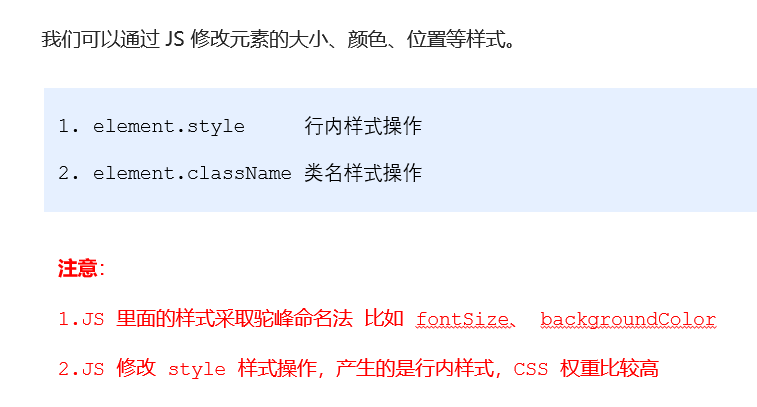 我们可以通过 JS 修改元素的大小、颜色、位置等样式。
1. element.style 行内样式操作
2. element.className 类名样式操作
注意：
1.JS 里面的样式采取驼峰命名法 比如 fontSize、 backgroundColor
2.JS 修改 style 样式操作，产生的是行内样式，CSS 权重比较高